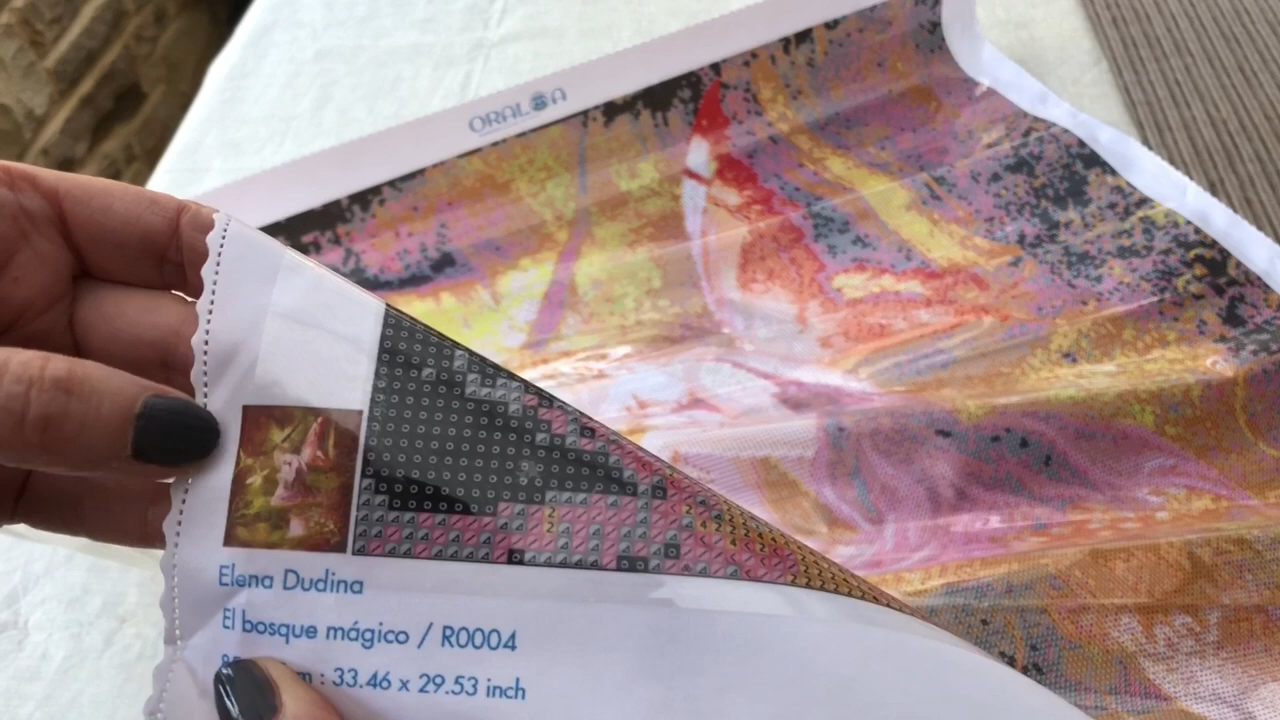 ORALOA
Elena Dudina
El bosque mágico / R0004
m : 33.46 x 29.53 inch